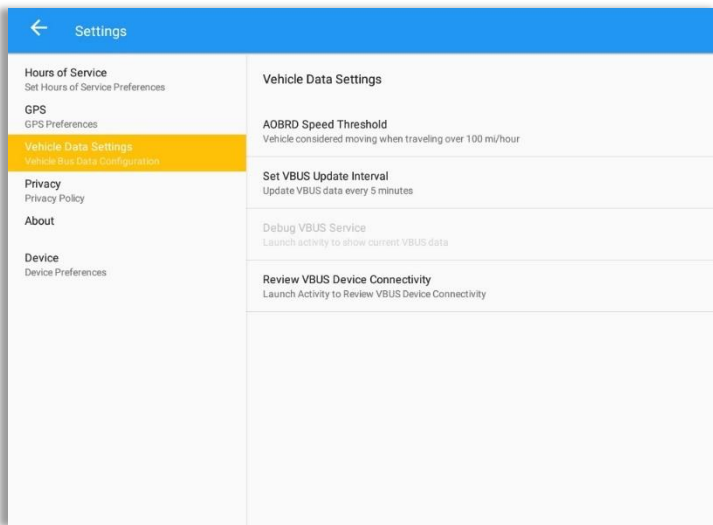 Settings
Hours of Service
Set Hours of Service Preferences
GPS
GPS Preferences
Vehicle Data Settings
Vehicle Bus Data Configuration
Privacy
Privacy Policy
About
Device
Device Preferences
Vehicle Data Settings
AOBRD Speed Threshold
Vehicle considered moving when traveling over 100 mi/hour
Set VBUS Update Interval
Update VBUS data every 5 minutes
Debug VBUS Service
Launch activity to show current VBUS data
Review VBUS Device Connectivity
Launch Activity to Review VBUS Device Connectivity